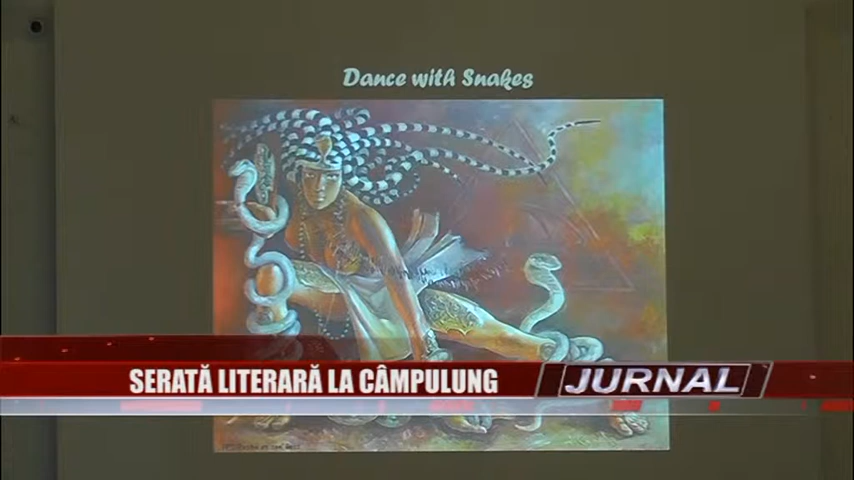 Dance with Snakes
SERATĂ LITERARĂ LA CÂMPULUNG
JURNAL